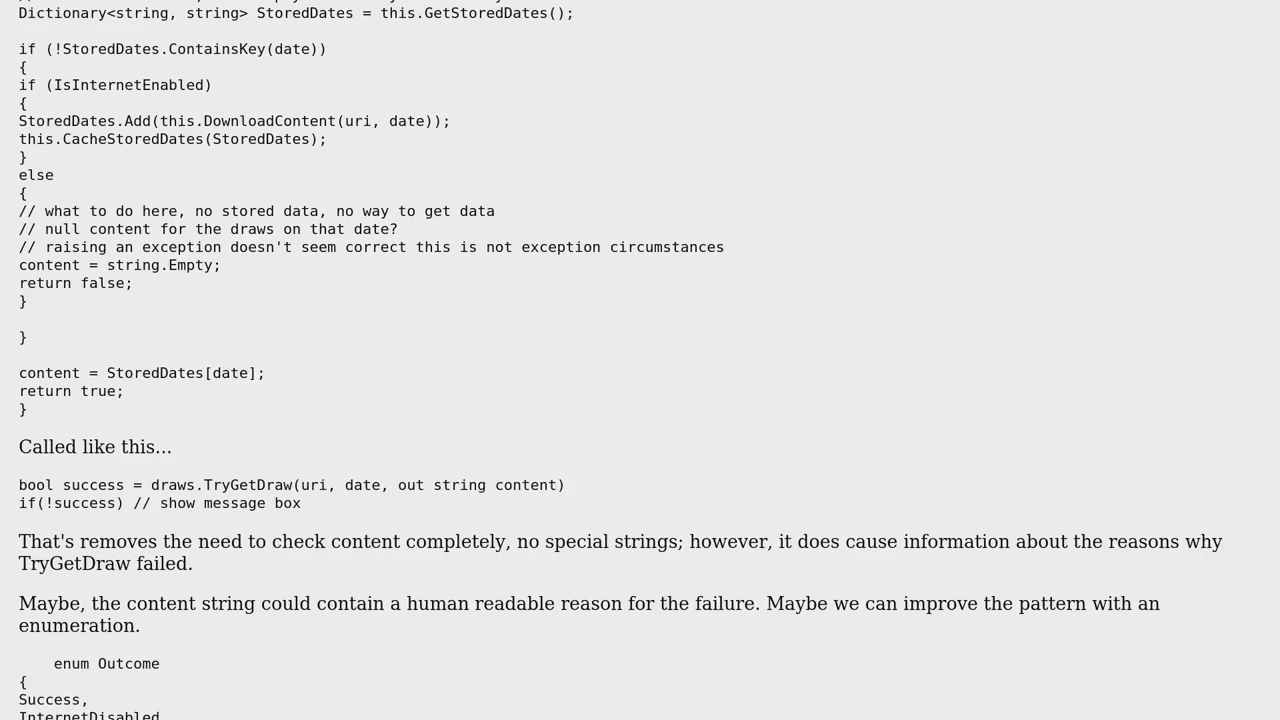 Dictionary<string, string> StoredDates = this.GetStoredDates();
if (!StoredDates.ContainsKey(date))
{
if (IsInternetEnabled)
{
StoredDates.Add(this.DownloadContent(uri, date));
this.CacheStoredDates(StoredDates);
}
else
{
// what to do here, no stored data, no way to get data
// null content for the draws on that date?
// raising an exception doesn't seem correct this is not exception circumstances
content = string.Empty;
return false;
}
}
content = StoredDates[date];
return true;
}
Called like this...
bool success = draws.TryGetDraw(uri, date, out string content)
if(!success) // show message box
That's removes the need to check content completely, no special strings; however, it does cause information about the reasons why
TryGetDraw failed.
Maybe, the content string could contain a human readable reason for the failure. Maybe we can improve the pattern with an
enumeration.
enum Outcome
{
Success,
InternetDisabled